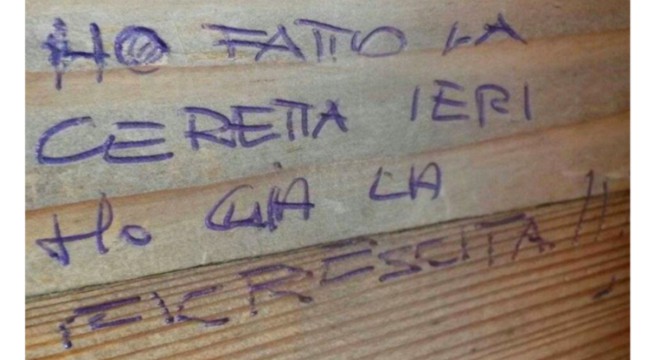 HO FATTO LA
CERETTA IERI
Ho GIÀ LA
RICRESCITA!!